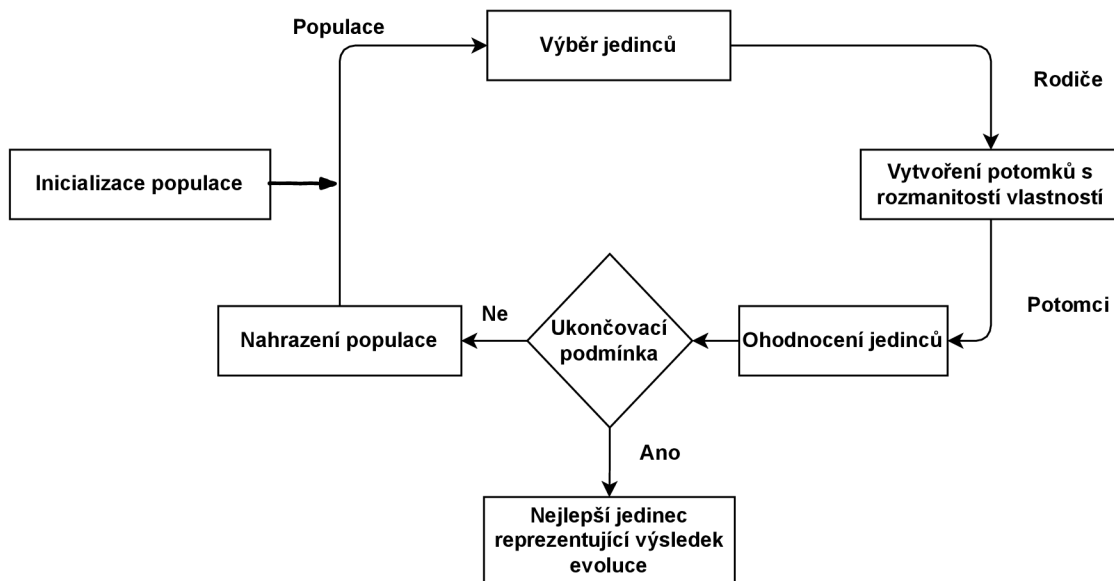 Populace
Výběr jedinců
Rodiče
Inicializace populace
Vytvoření potomků s
rozmanitostí vlastností
Potomci
Ne
Nahrazení populace
Ukončovací
podmínka
Ohodnocení jedinců
Ano
Nejlepší jedinec
reprezentující výsledek
evoluce